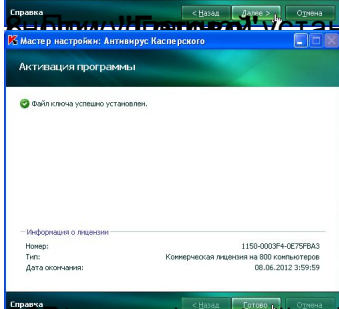 Справка < Назад Далее > Отмена
Мастер настройки: Антивирус Касперского
Активация программы
Файл ключа успешно установлен.
Информация о лицензии
Номер: 1150-0003F4-0E75FBA3
Тип: Коммерческая лицензия на 800 компьютеров
Дата окончания: 08.06.2012 3:59:59
Справка < Назад Готово Отмена